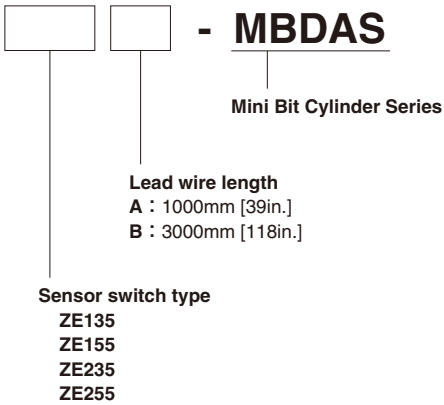 - MBDAS
Mini Bit Cylinder Series
Lead wire length
A：1000mm [39in.]
B：3000mm [118in.]
Sensor switch type
ZE135
ZE155
ZE235
ZE255